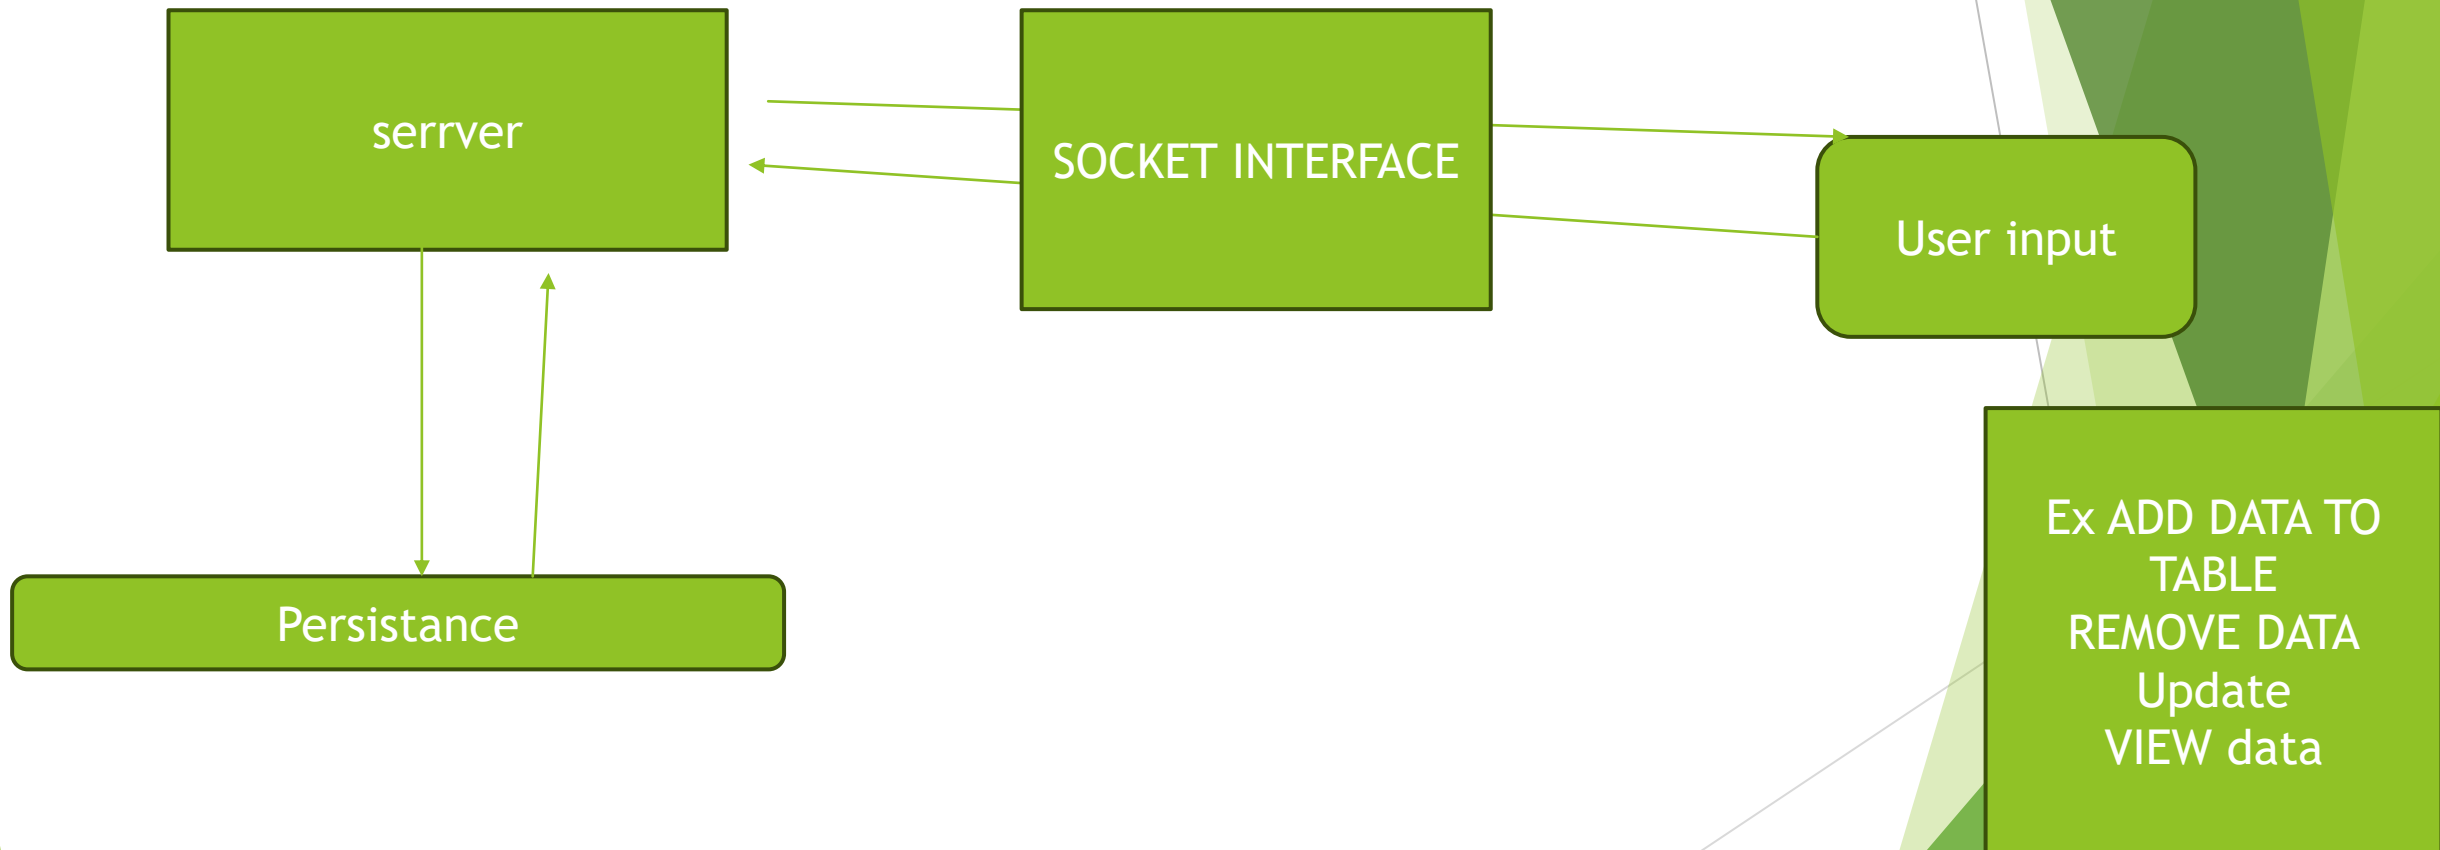 serrver
SOCKET INTERFACE
User input
Persistance
Ex ADD DATA TO
TABLE
REMOVE DATA
Update
VIEW data